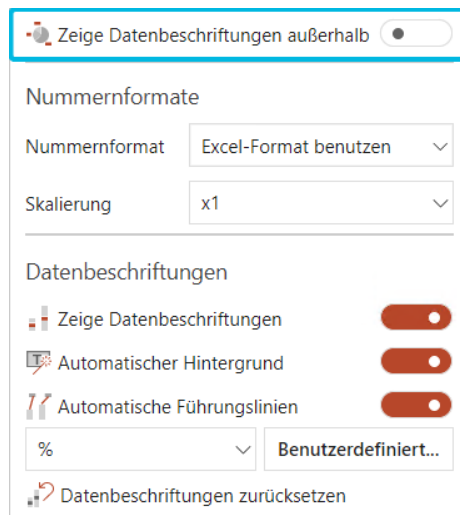 Zeige Datenbeschriftungen außerhalb
Nummernformate
Nummernformat Excel-Format benutzen
Skalierung x1
Datenbeschriftungen
Zeige Datenbeschriftungen
Automatischer Hintergrund
Automatische Führungslinien
% Benutzerdefiniert...
Datenbeschriftungen zurücksetzen